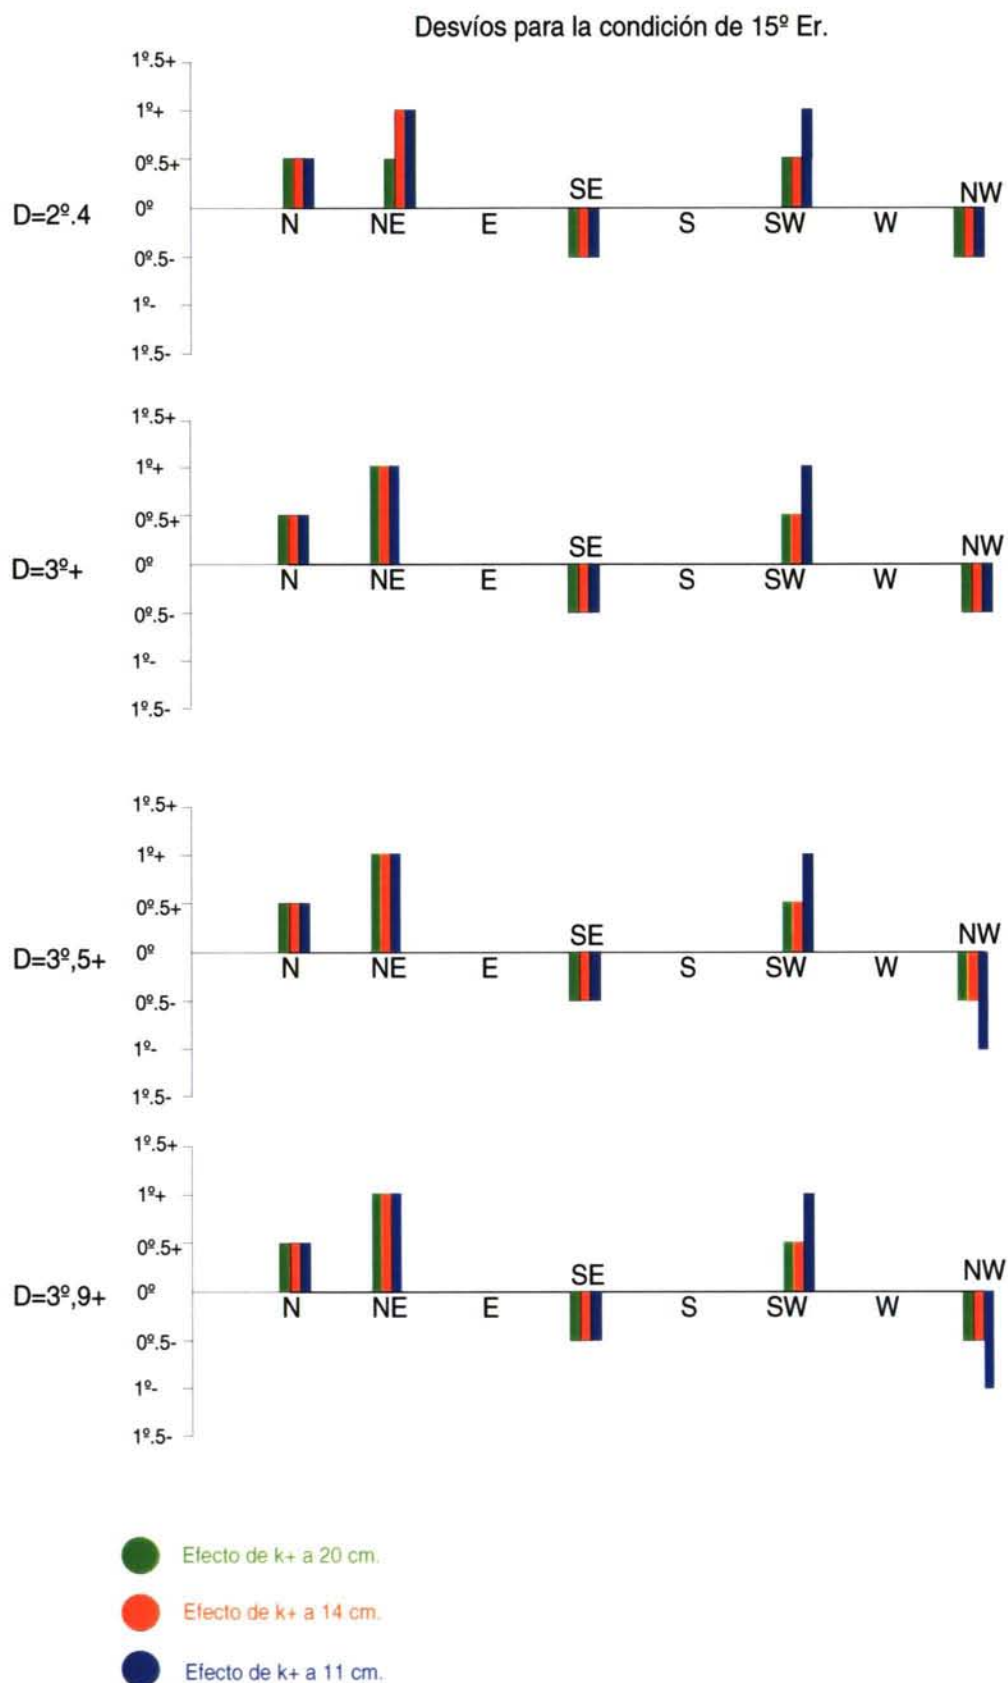 Desvíos para la condición de 15º Er.
1º.5+
1º+
0º.5+
SE
NW
D=2º.4
0º
N NE E S SW W
0º.5-
1º-
1º.5-
1º.5+
1º+
0º.5+
SE
NW
D=3º+
0º
N NE E S SW W
0º.5-
1º-
1º.5-
1º.5+
1º+
0º.5+
SE
NW
D=3º,5+
0º
N NE E S SW W
0º.5-
1º-
1º.5-
1º.5+
1º+
0º.5+
SE
NW
D=3º,9+
0º
N NE E S SW W
0º.5-
1º-
1º.5-
Efecto de k+ a 20 cm.
Efecto de k+ a 14 cm.
Efecto de k+ a 11 cm.